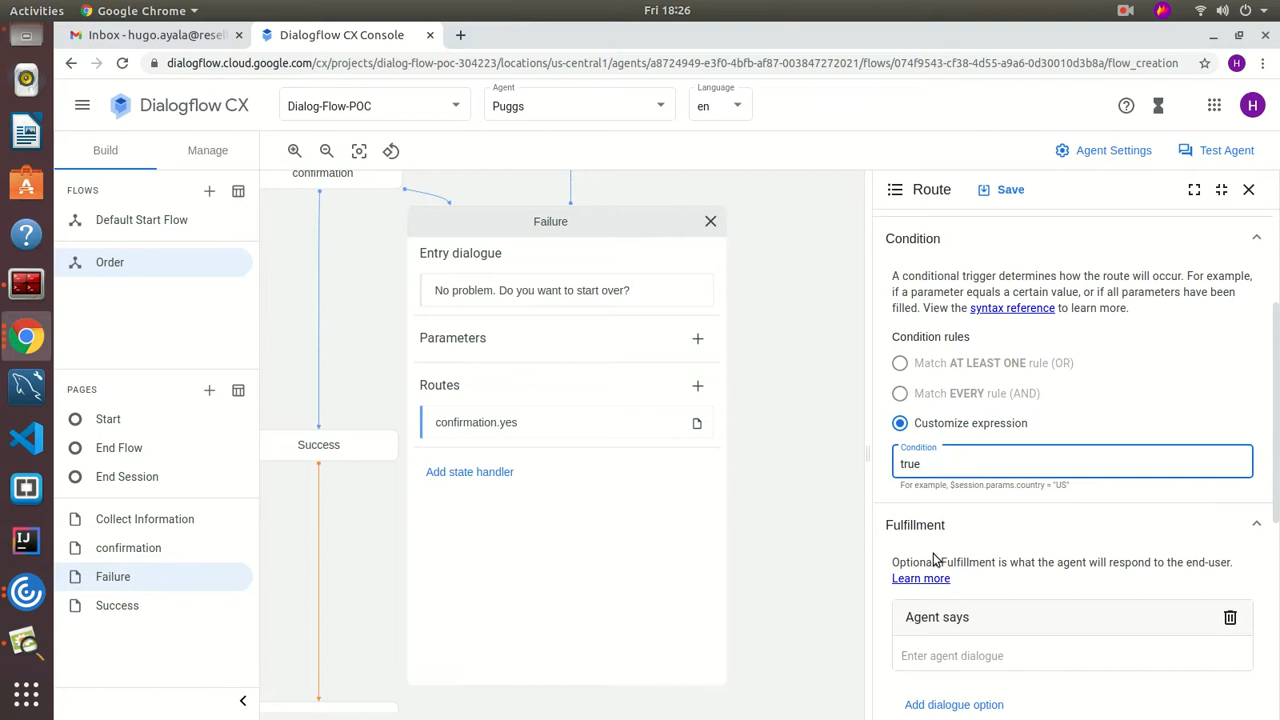 Activities
Google Chrome
Fri 18:26
Inbox - hugo.ayala@resell
Dialogflow CX Console
dialogflow.cloud.google.com/cx/projects/dialog-flow-poc-304223/locations/us-central1/agents/a8724949-e3f0-4bfb-af87-003847272021/flows/074f9543-cf38-4d55-a9a6-0d30010d3b8a/flow_creation
H
Dialogflow CX
Dialog-Flow-POC
Agent
Puggs
Language
en
H
Build
Manage
Agent Settings
Test Agent
FLOWS
Default Start Flow
Order
PAGES
Start
End Flow
End Session
Collect Information
confirmation
Failure
Success
confirmation
Success
Failure
Entry dialogue
No problem. Do you want to start over?
Parameters
Routes
confirmation.yes
Add state handler
Route
Save
Condition
A conditional trigger determines how the route will occur. For example,
if a parameter equals a certain value, or if all parameters have been
filled. View the syntax reference to learn more.
Condition rules
Match AT LEAST ONE rule (OR)
Match EVERY rule (AND)
Customize expression
Condition
true
For example, $session.params.country = "US"
Fulfillment
Optional. Fulfillment is what the agent will respond to the end-user.
Learn more
Agent says
Enter agent dialogue
Add dialogue option